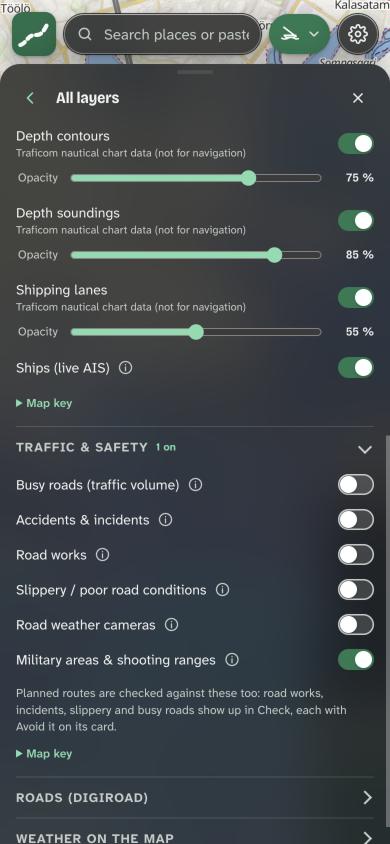 Töölö
Kalasatam
Search places or paste
Sompasaari
All layers
Depth contours
Traficom nautical chart data (not for navigation)
Opacity 75 %
Depth soundings
Traficom nautical chart data (not for navigation)
Opacity 85 %
Shipping lanes
Traficom nautical chart data (not for navigation)
Opacity 55 %
Ships (live AIS)
Map key
TRAFFIC & SAFETY 1 on
Busy roads (traffic volume)
Accidents & incidents
Road works
Slippery / poor road conditions
Road weather cameras
Military areas & shooting ranges
Planned routes are checked against these too: road works,
incidents, slippery and busy roads show up in Check, each with
Avoid it on its card.
Map key
ROADS (DIGIROAD)
WEATHER ON THE MAP